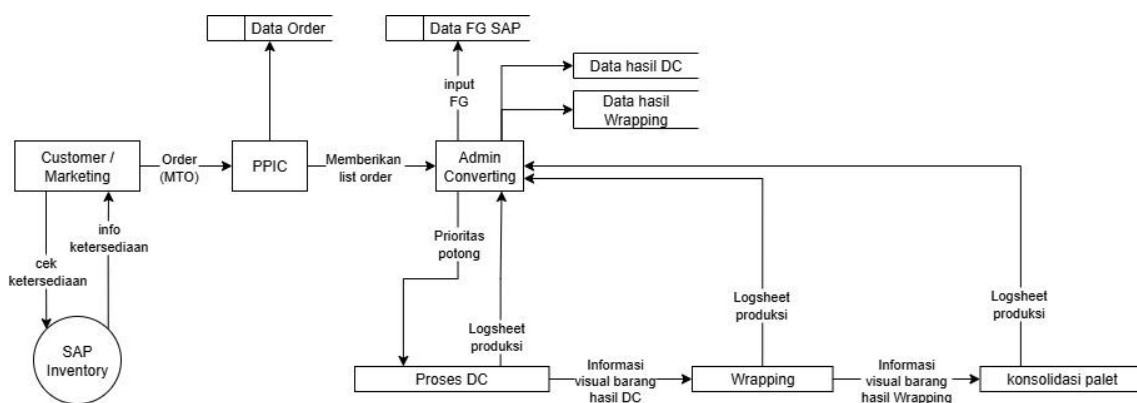 Data Order
Data FG SAP
input
FG
Data hasil DC
Data hasil
Wrapping
Customer /
Marketing
Order
(MTO)
PPIC
Memberikan
list order
Admin
Converting
info
ketersediaan
cek
ketersediaan
Prioritas
potong
SAP
Inventory
Logsheet
produksi
Logsheet
produksi
Logsheet
produksi
Proses DC
Informasi
visual barang
hasil DC
Wrapping
Informasi
visual barang
hasil Wrapping
konsolidasi palet